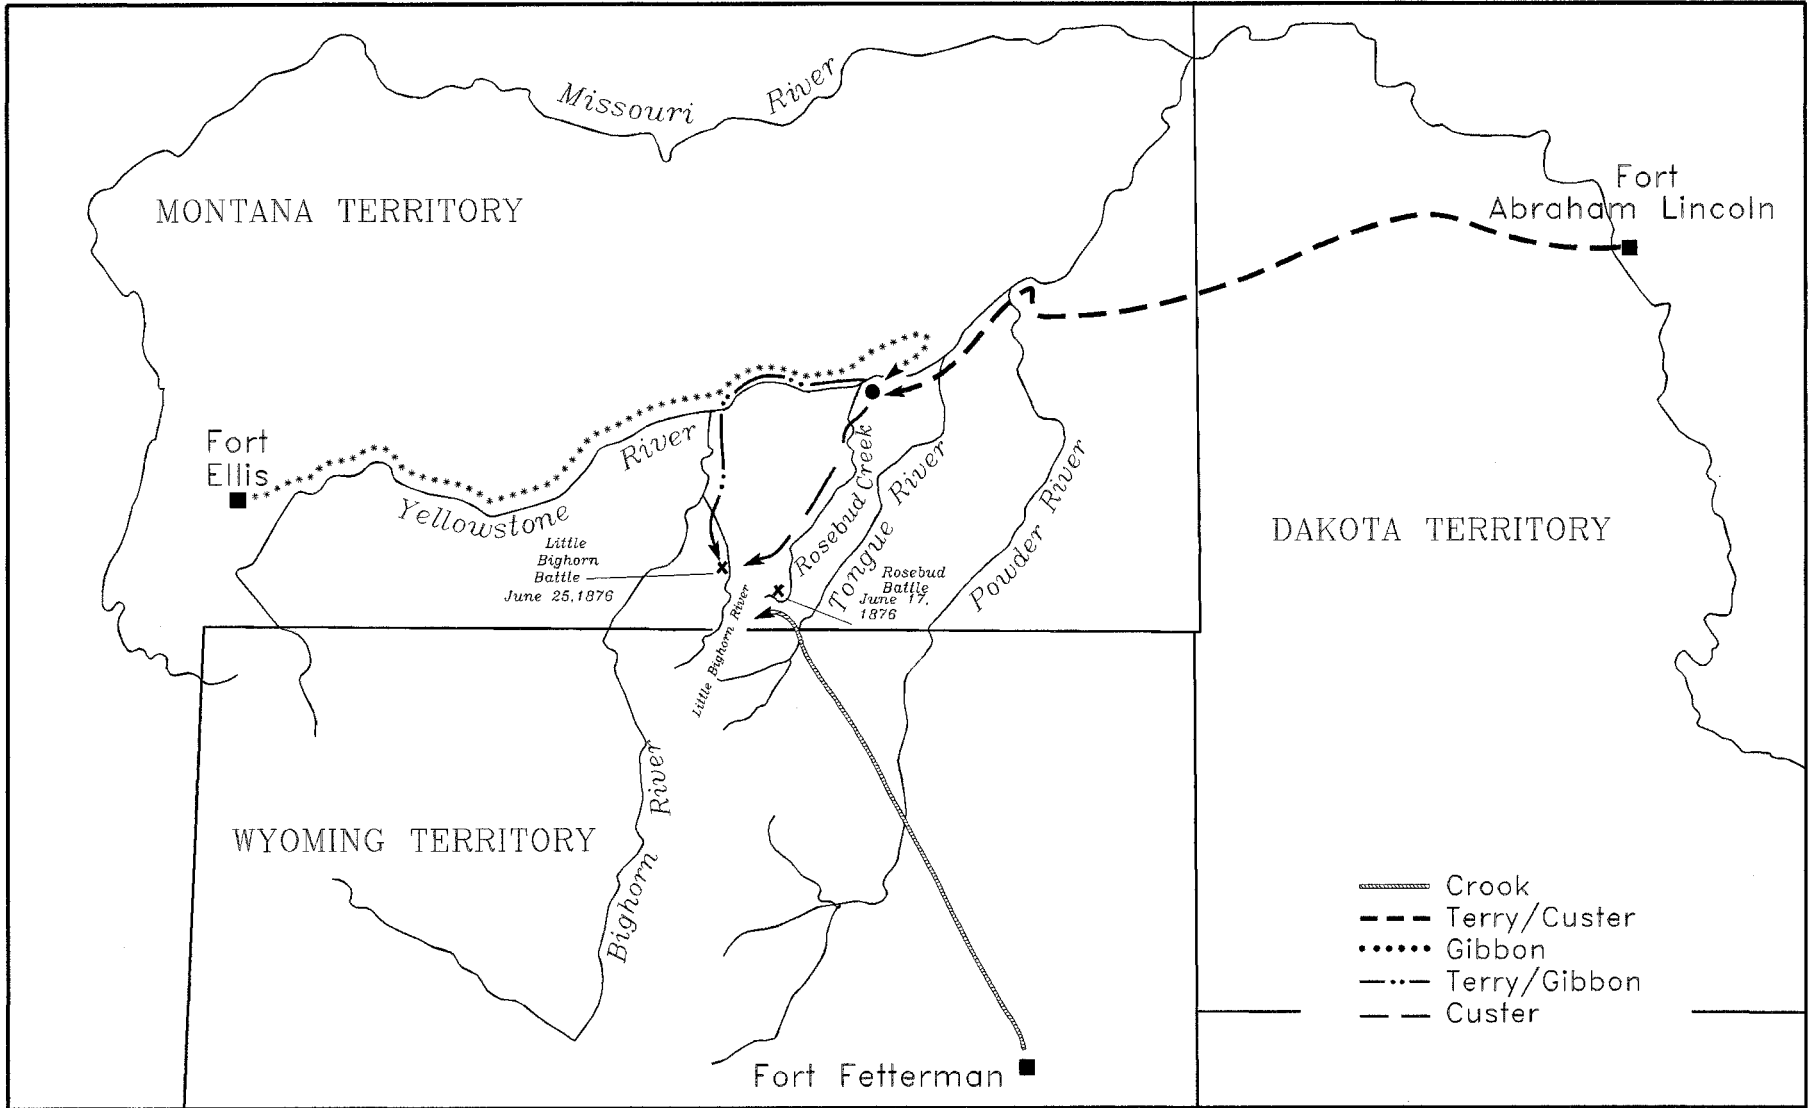 Missouri River
MONTANA TERRITORY
Fort
Abraham Lincoln
Fort
Ellis
Yellowstone River
Little
Bighorn
Battle
June 25,1876
Rosebud Creek
Tongue River
Powder River
Rosebud
Battle
June 17,
1876
DAKOTA TERRITORY
Little Bighorn River
WYOMING TERRITORY
Bighorn River
Fort Fetterman
Crook
Terry/Custer
Gibbon
Terry/Gibbon
Custer